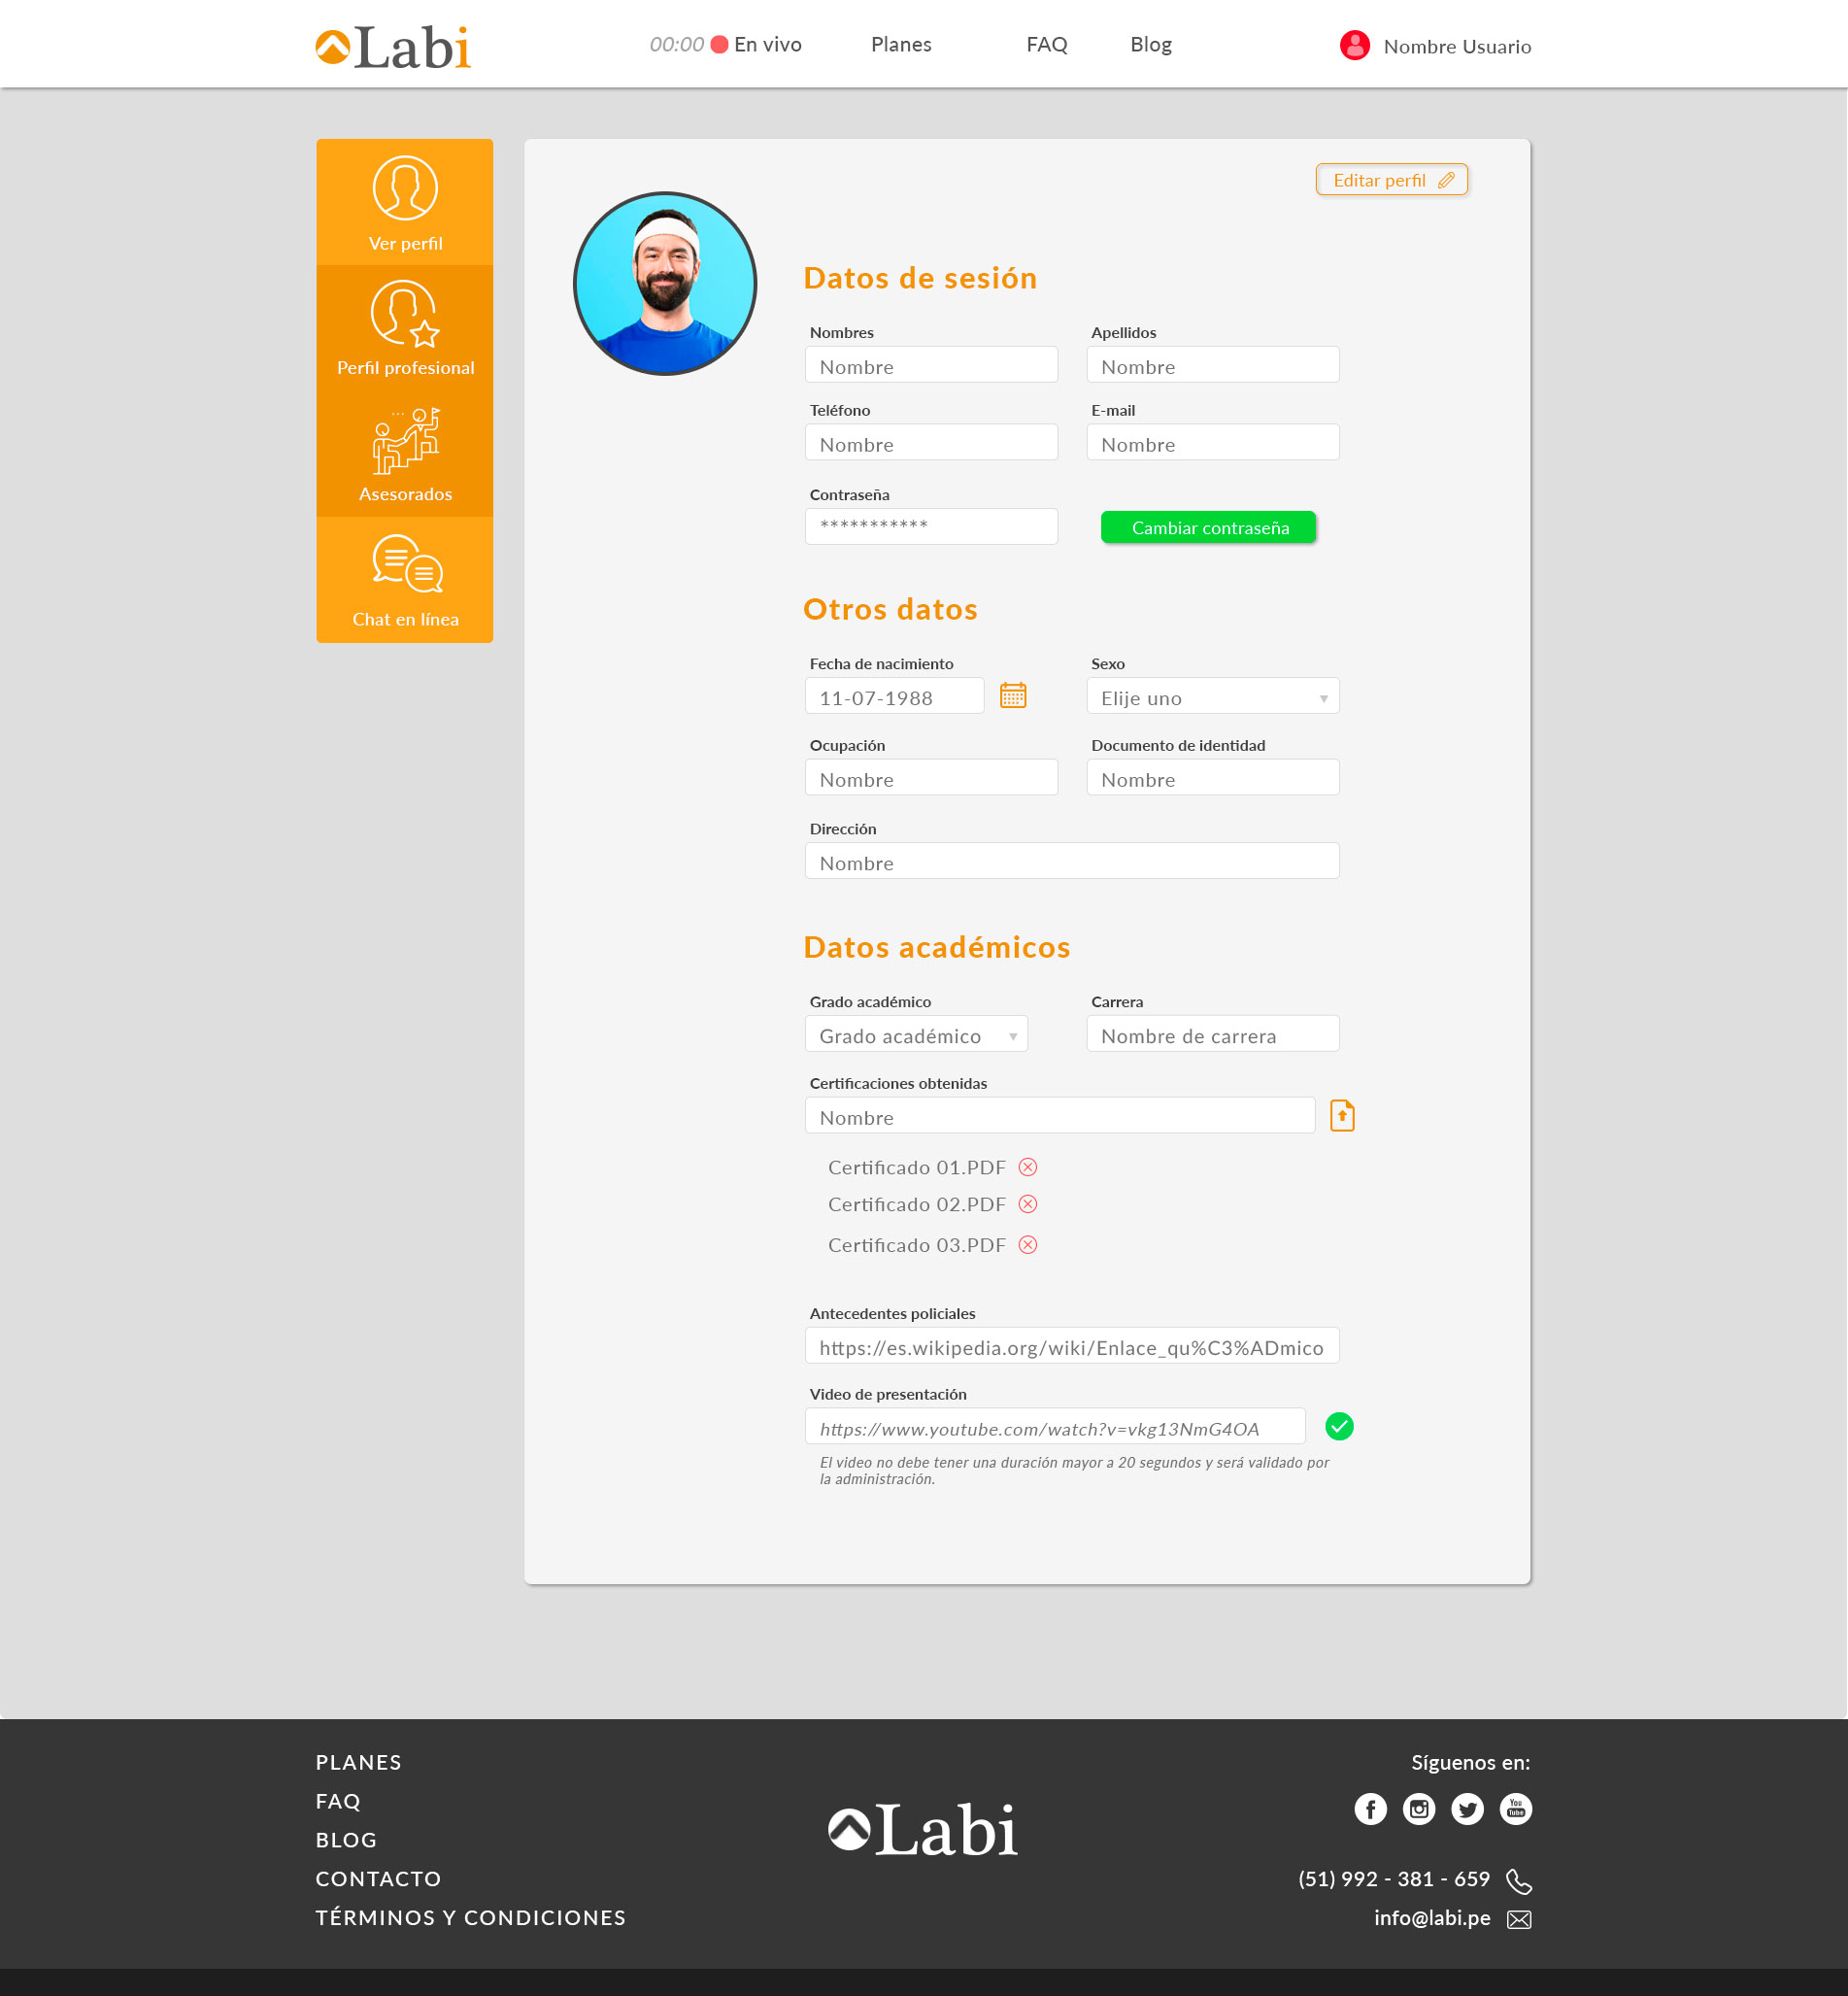 Labi
00:00 En vivo
Planes
FAQ
Blog
Nombre Usuario
Ver perfil
Perfil profesional
Asesorados
Chat en línea
Editar perfil
Datos de sesión
Nombres
Apellidos
Nombre
Nombre
Teléfono
E-mail
Nombre
Nombre
Contraseña
***********
Cambiar contraseña
Otros datos
Fecha de nacimiento
Sexo
11-07-1988
Elije uno
Ocupación
Documento de identidad
Nombre
Nombre
Dirección
Nombre
Datos académicos
Grado académico
Carrera
Grado académico
Nombre de carrera
Certificaciones obtenidas
Nombre
Certificado 01.PDF
Certificado 02.PDF
Certificado 03.PDF
Antecedentes policiales
https://es.wikipedia.org/wiki/Enlace_qu%C3%ADmico
Video de presentación
https://www.youtube.com/watch?v=vkg13NmG4OA
El video no debe tener una duración mayor a 20 segundos y será validado por
la administración.
PLANES
FAQ
BLOG
CONTACTO
TÉRMINOS Y CONDICIONES
Labi
Síguenos en:
You
Tube
(51) 992 - 381 - 659
info@labi.pe